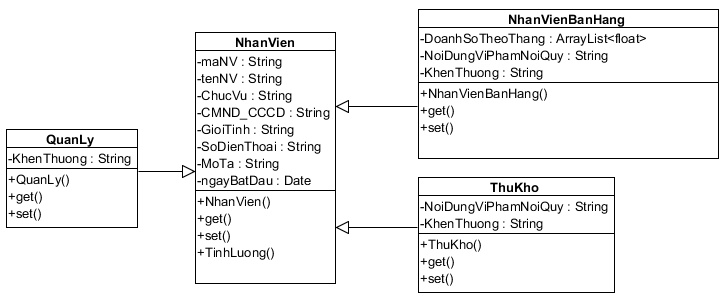 QuanLy
-KhenThuong : String
+QuanLy()
+get()
+set()
NhanVien
-maNV : String
-tenNV : String
-ChucVu : String
-CMND_CCCD : String
-GioiTinh : String
-SoDienThoai : String
-MoTa : String
-ngayBatDau : Date
+NhanVien()
+get()
+set()
+TinhLuong()
NhanVienBanHang
-DoanhSoTheoThang : ArrayList<float>
-NoiDungViPhamNoiQuy : String
-KhenThuong : String
+NhanVienBanHang()
+get()
+set()
ThuKho
-NoiDungViPhamNoiQuy : String
-KhenThuong : String
+ThuKho()
+get()
+set()